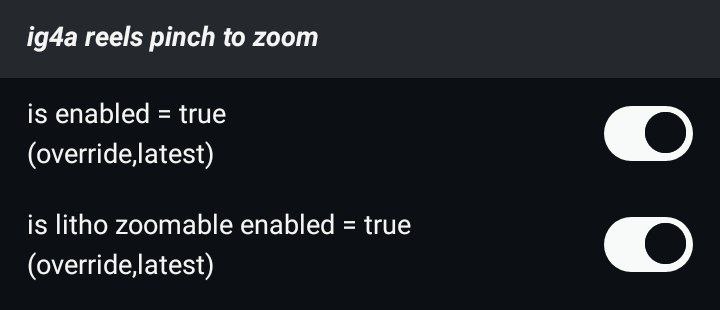 ig4a reels pinch to zoom
is enabled = true
(override,latest)
is litho zoomable enabled = true
(override,latest)